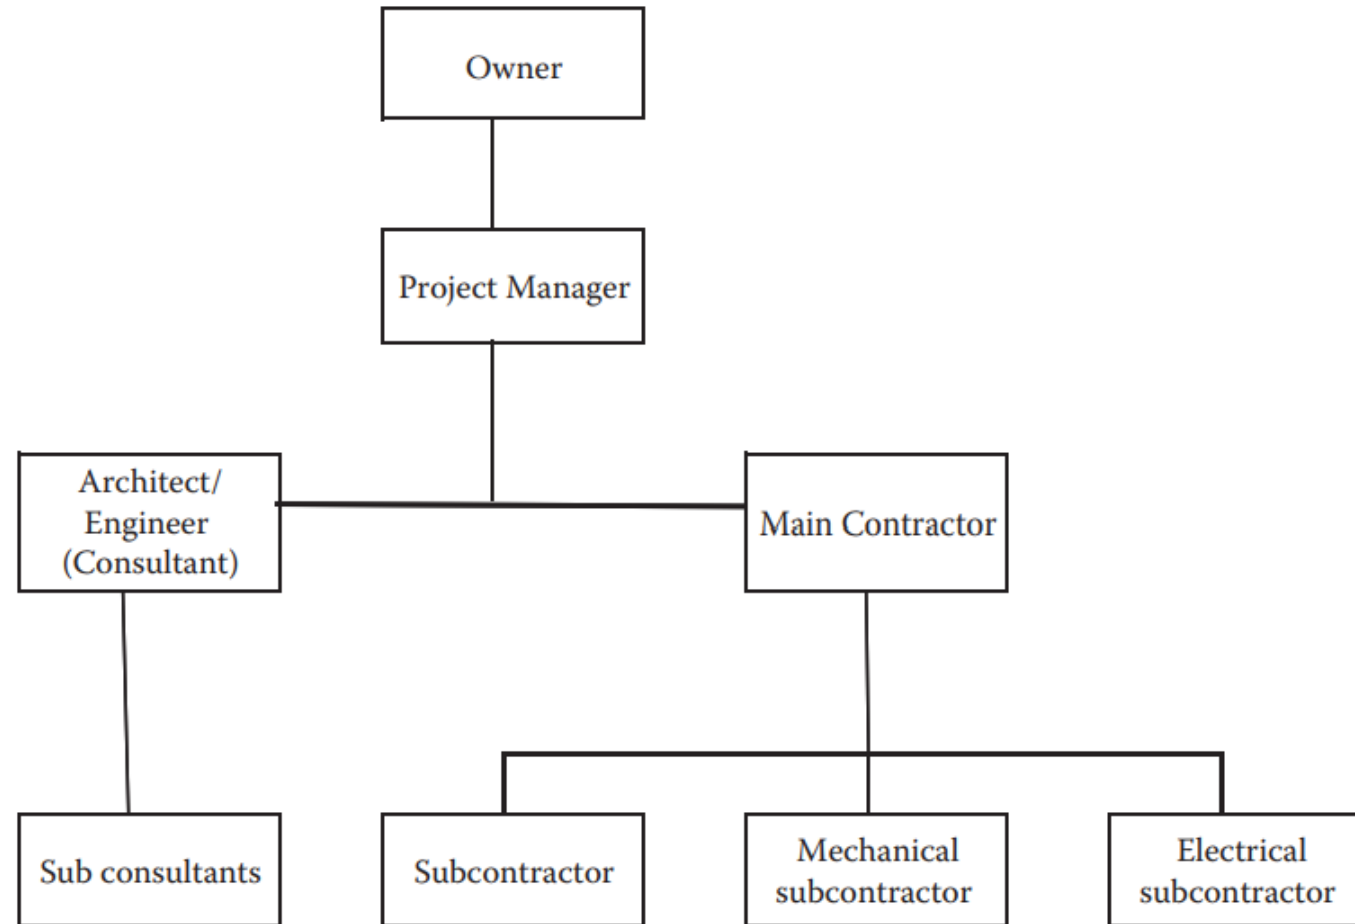 Owner
Project Manager
Architect/
Engineer
(Consultant)
Main Contractor
Sub consultants
Subcontractor
Mechanical
subcontractor
Electrical
subcontractor